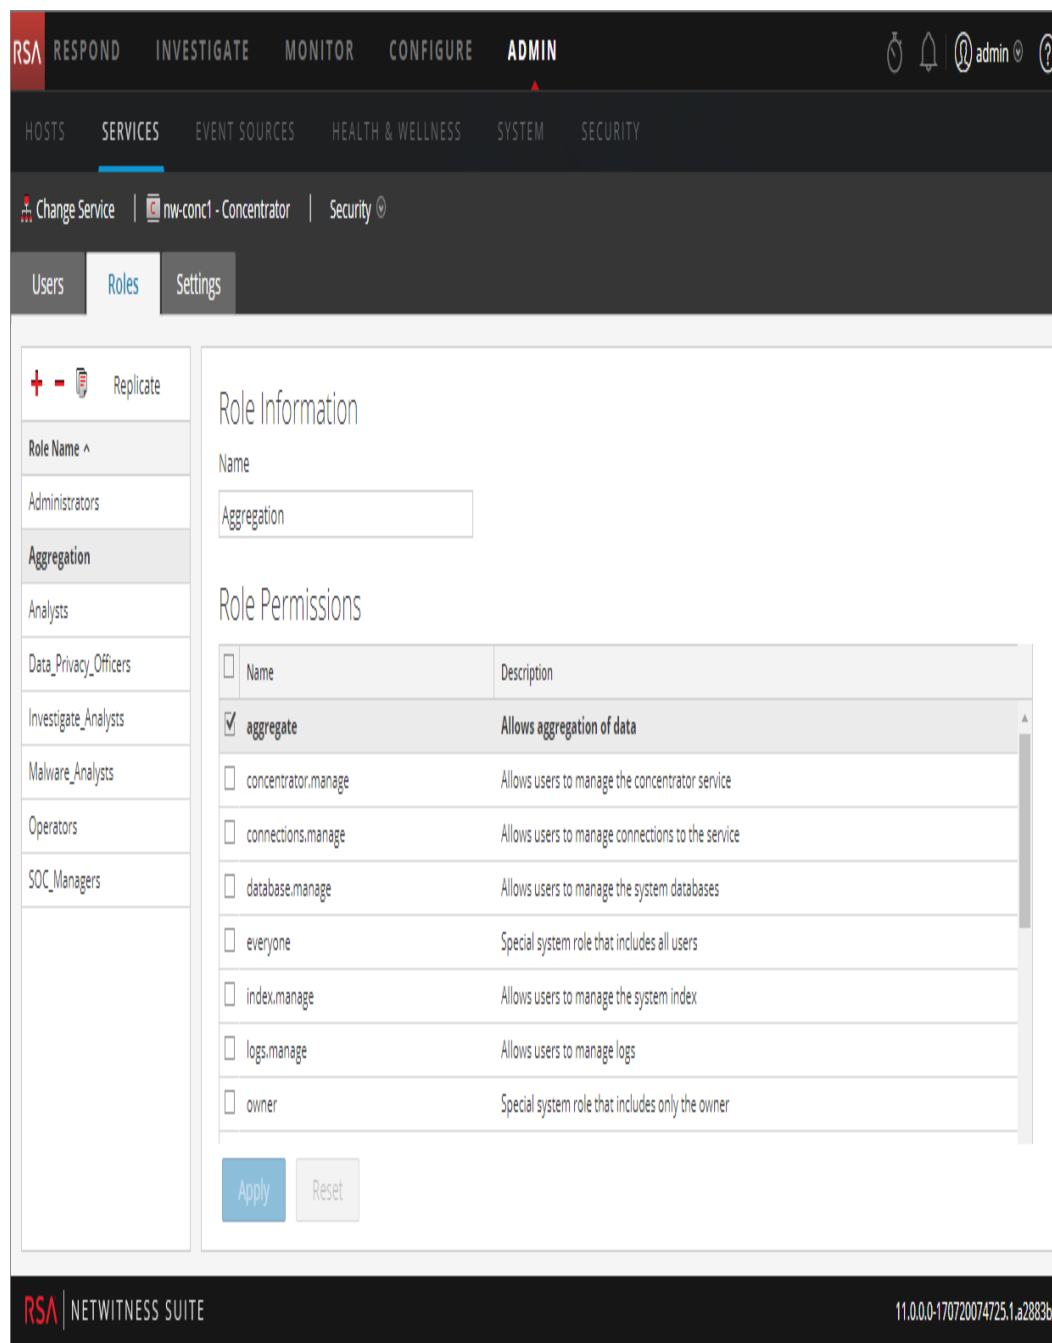 RSA RESPOND INVESTIGATE MONITOR CONFIGURE ADMIN admin ?
HOSTS SERVICES EVENT SOURCES HEALTH & WELLNESS SYSTEM SECURITY
Change Service | C nw-conc1 - Concentrator | Security
Users Roles Settings
Replicate
Role Name
Administrators
Aggregation
Analysts
Data_Privacy_Officers
Investigate_Analysts
Malware_Analysts
Operators
SOC_Managers
Role Information
Name
Aggregation
Role Permissions
Name Description
aggregate Allows aggregation of data
concentrator.manage Allows users to manage the concentrator service
connections.manage Allows users to manage connections to the service
database.manage Allows users to manage the system databases
everyone Special system role that includes all users
index.manage Allows users to manage the system index
logs.manage Allows users to manage logs
owner Special system role that includes only the owner
Apply Reset
RSA | NETWITNESS SUITE 11.0.0.0-170720074725.1.a2883b